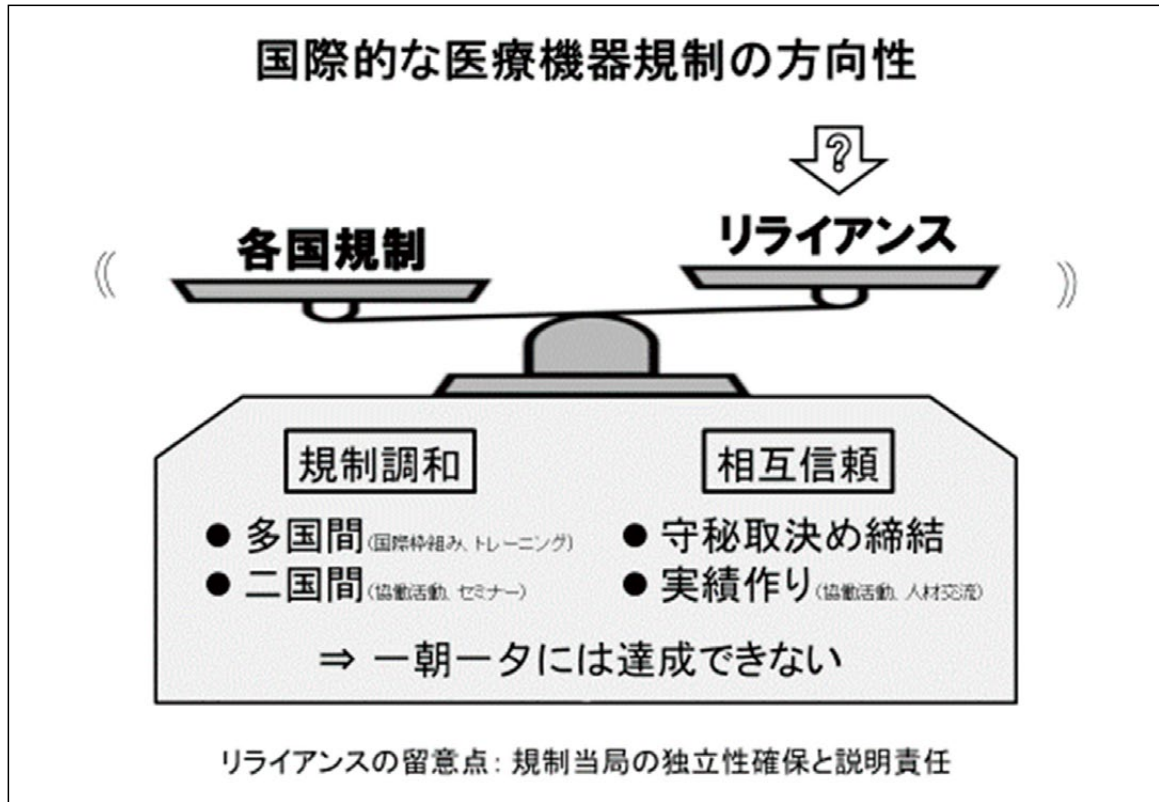 国際的な医療機器規制の方向性
?
各国規制
リライアンス
規制調和
● 多国間(国際枠組み、トレーニング)
● 二国間(協働活動、セミナー)
相互信頼
● 守秘取決め締結
● 実績作り(協働活動、人材交流)
⇒ 一朝一夕には達成できない
リライアンスの留意点: 規制当局の独立性確保と説明責任